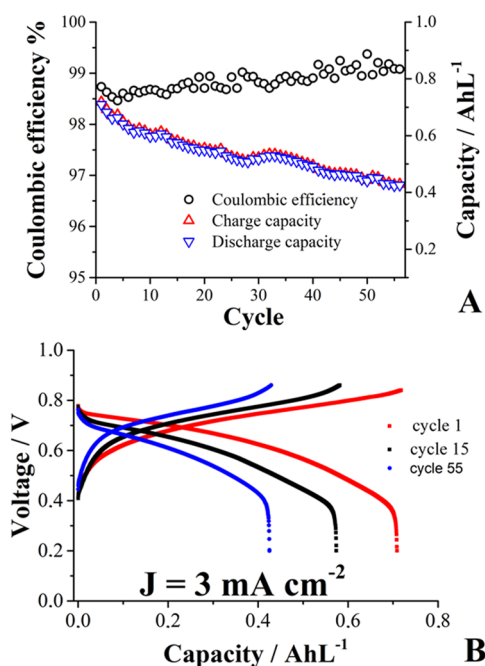 100
99
98
97
96
95
Coulombic efficiency %
1.0
0.8
0.6
0.4
0.2
Capacity / AhL⁻¹
Coulomb efficiency
Charge capacity
Discharge capacity
0 10 20 30 40 50
Cycle
A
1.0
0.8
0.6
0.4
0.2
0.0
Voltage / V
cycle 1
cycle 15
cycle 55
J = 3 mA cm⁻²
0.0 0.2 0.4 0.6 0.8
Capacity / AhL⁻¹
B